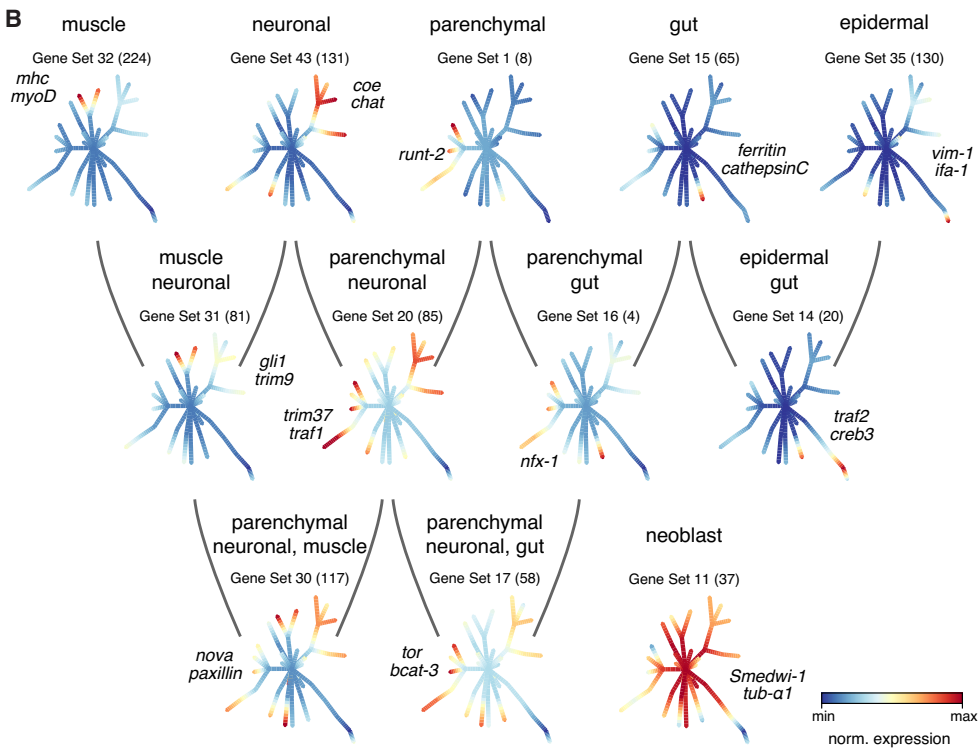 B
muscle
neuronal
parenchymal
gut
epidermal
Gene Set 32 (224)
Gene Set 43 (131)
Gene Set 1 (8)
Gene Set 15 (65)
Gene Set 35 (130)
mhc
myoD
coe
chat
runt-2
ferritin
cathepsinC
vim-1
ifa-1
muscle
neuronal
parenchymal
neuronal
parenchymal
gut
epidermal
gut
Gene Set 31 (81)
Gene Set 20 (85)
Gene Set 16 (4)
Gene Set 14 (20)
gli1
trim9
trim37
traf1
nfx-1
traf2
creb3
parenchymal
neuronal, muscle
parenchymal
neuronal, gut
neoblast
Gene Set 30 (117)
Gene Set 17 (58)
Gene Set 11 (37)
nova
paxillin
tor
bcat-3
Smedwi-1
tub-α1
min
max
norm. expression